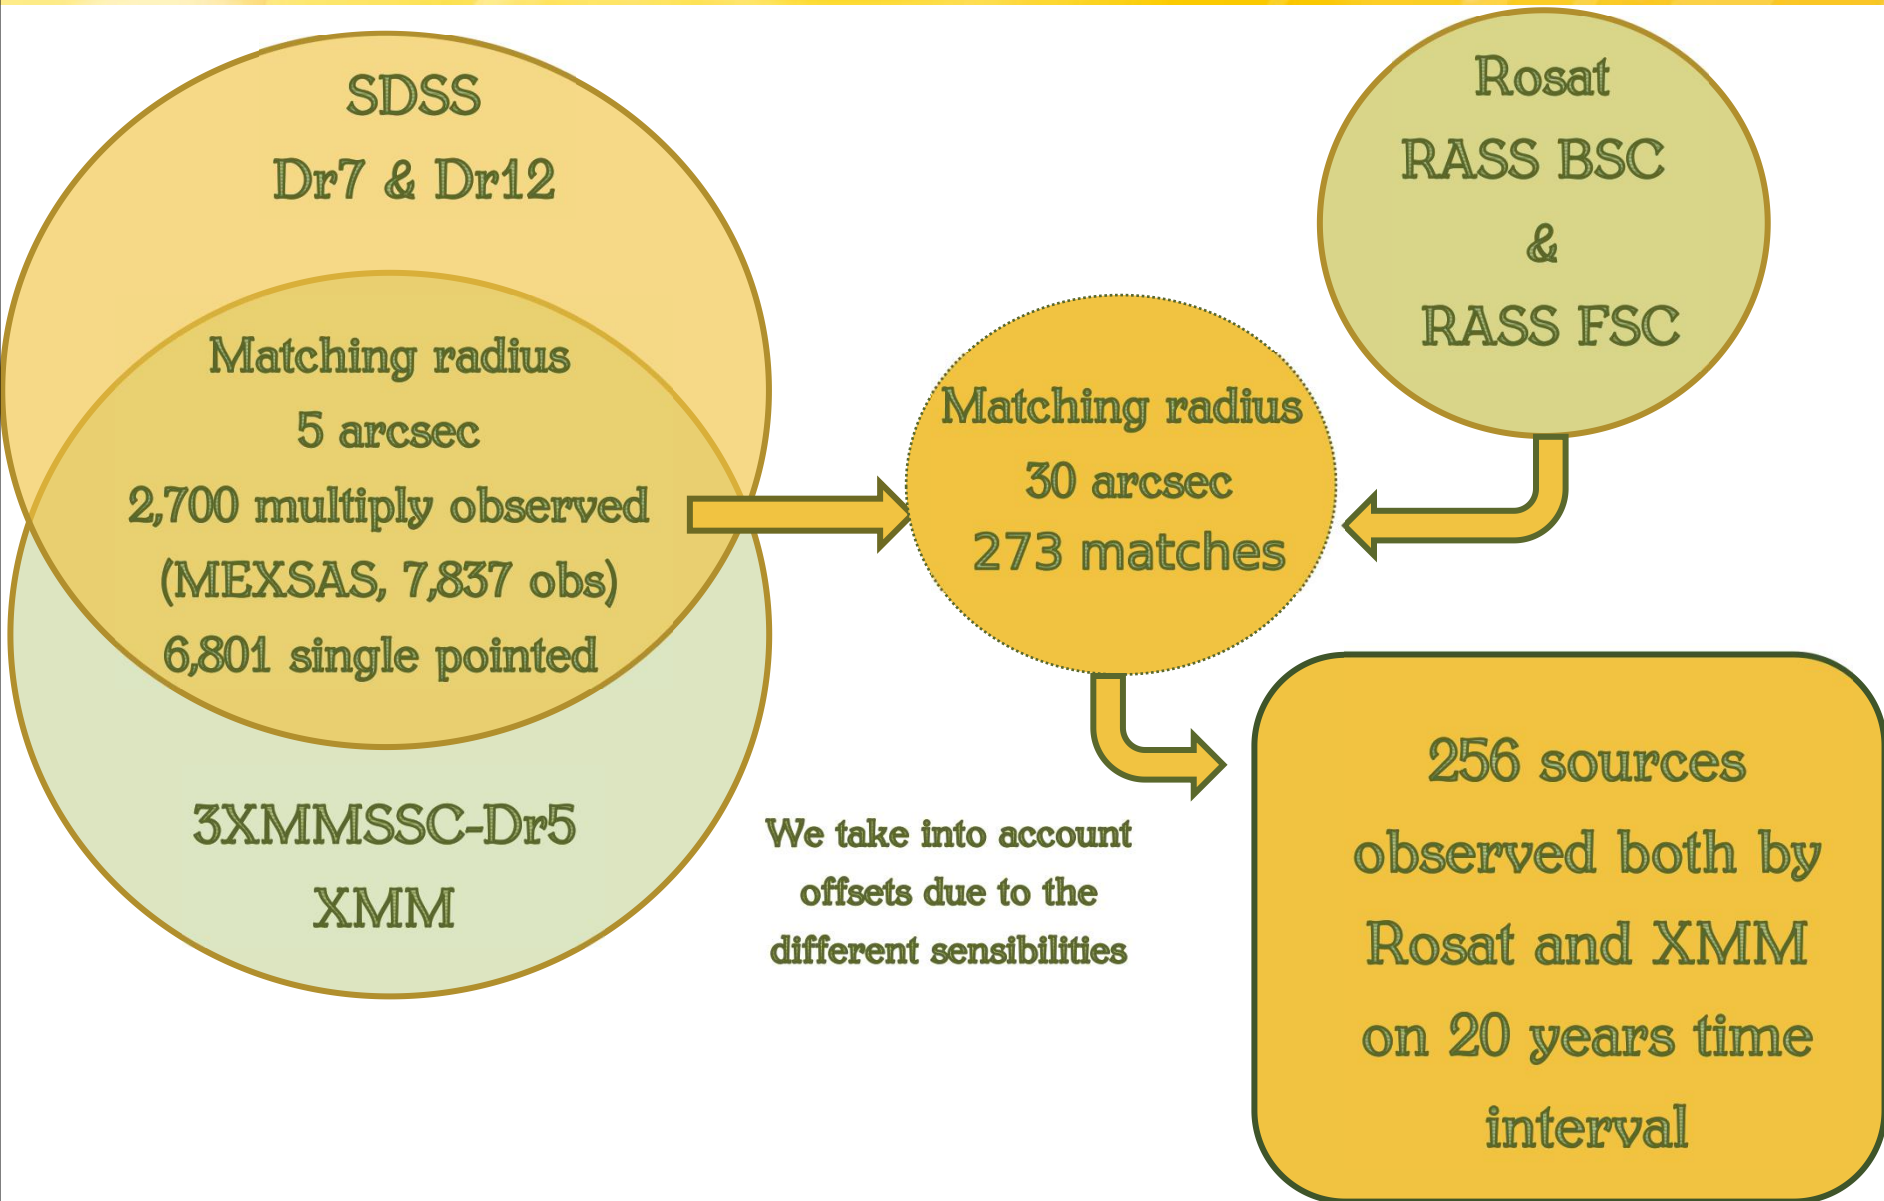 SDSS
Dr7 & Dr12
Matching radius
5 arcsec
2,700 multiply observed
(MEXSAS, 7,837 obs)
6,801 single pointed
3XMMSSC-Dr5
XMM
Rosat
RASS BSC
&
RASS FSC
Matching radius
30 arcsec
273 matches
We take into account
offsets due to the
different sensibilities
256 sources
observed both by
Rosat and XMM
on 20 years time
interval